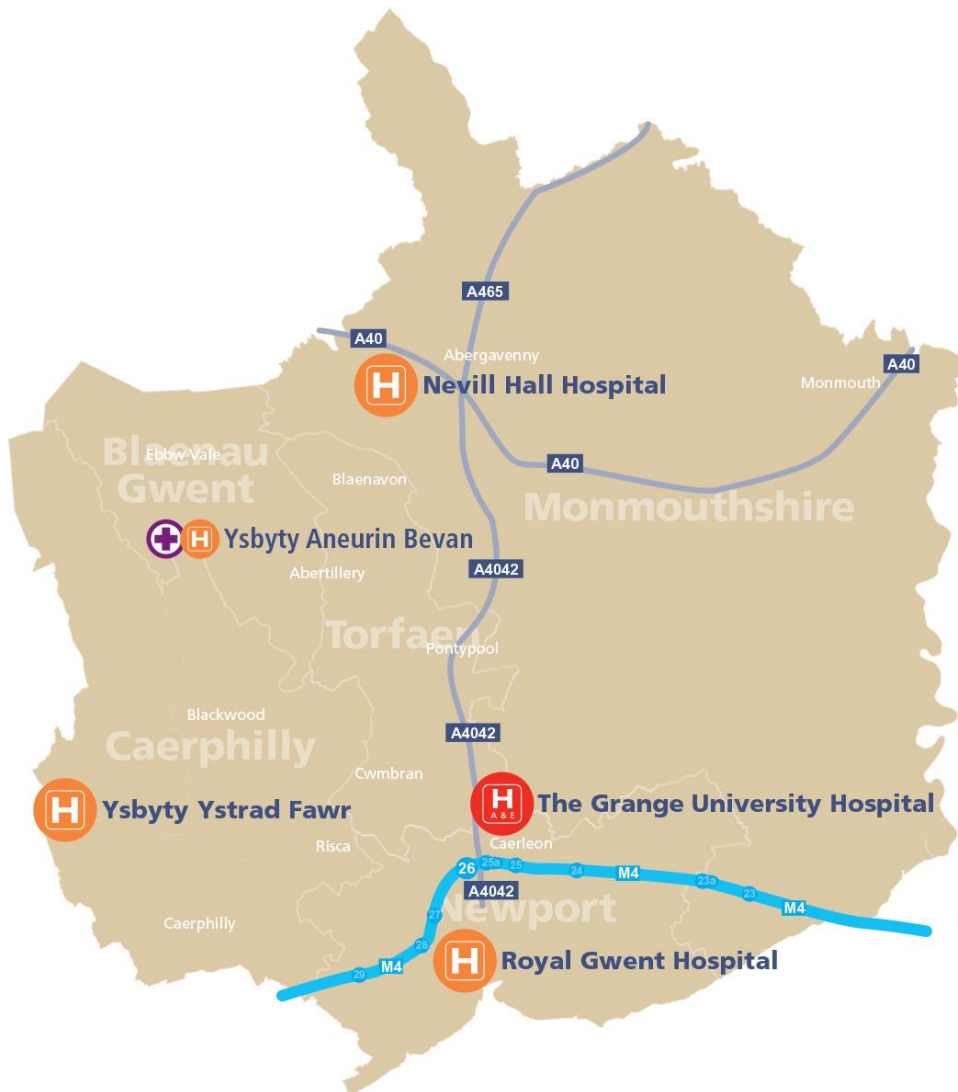 A465
A40
Abergavenny
H
Nevill Hall Hospital
Monmouth
A40
Blaenau
Gwent
Ebbw Vale
Blaenavon
A40
Monmouthshire
H
Ysbyty Aneurin Bevan
Abertillery
A4042
Torfaen
Pontypool
Blackwood
A4042
Caerphilly
Cwmbran
H
Ysbyty Ystrad Fawr
H
A & E
The Grange University Hospital
Risca
Caerleon
26
25a
25
24
M4
23a
23
M4
A4042
Newport
Caerphilly
27
28
M4
29
H
Royal Gwent Hospital